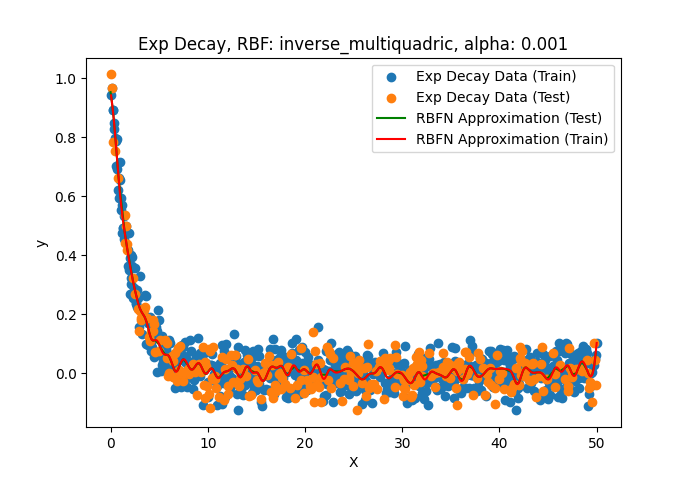 Exp Decay, RBF: inverse_multiquadric, alpha: 0.001
Exp Decay Data (Train)
Exp Decay Data (Test)
RBFN Approximation (Test)
RBFN Approximation (Train)
y
1.0
0.8
0.6
0.4
0.2
0.0
0 10 20 30 40 50
X